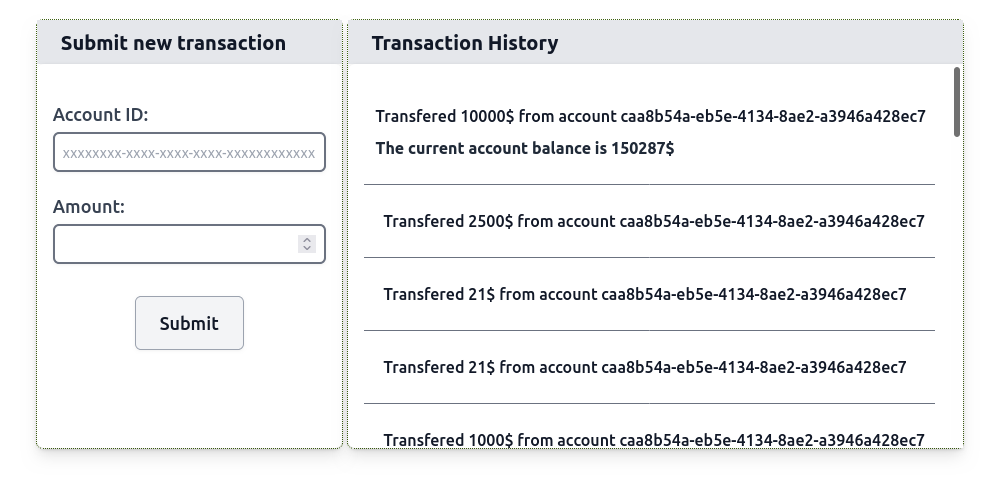 Submit new transaction
Account ID:
xxxxxxxx-xxxx-xxxx-xxxx-xxxxxxxxxxxx
Amount:
Submit
Transaction History
Transfered 10000$ from account caa8b54a-eb5e-4134-8ae2-a3946a428ec7
The current account balance is 150287$
Transfered 2500$ from account caa8b54a-eb5e-4134-8ae2-a3946a428ec7
Transfered 21$ from account caa8b54a-eb5e-4134-8ae2-a3946a428ec7
Transfered 21$ from account caa8b54a-eb5e-4134-8ae2-a3946a428ec7
Transfered 1000$ from account caa8b54a-eb5e-4134-8ae2-a3946a428ec7